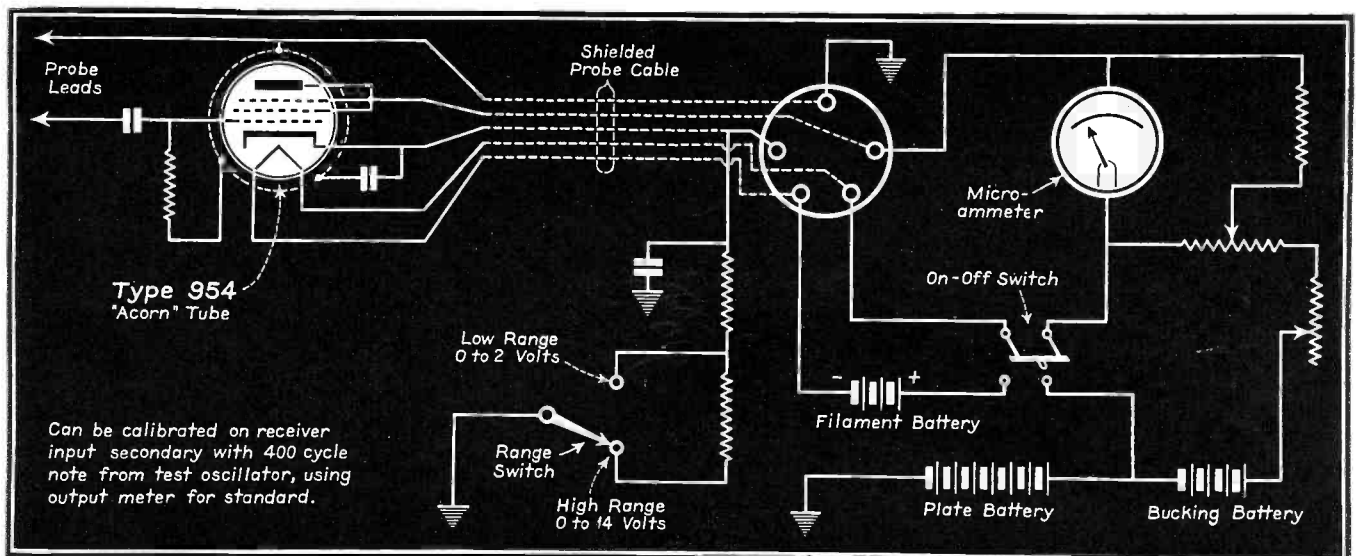 Probe
Leads
Shielded
Probe Cable
Micro-
ammeter
Type 954
"Acorn" Tube
On-Off Switch
Low Range
0 to 2 Volts
- +
Filament Battery
Can be calibrated on receiver
input secondary with 400 cycle
note from test oscillator, using
output meter for standard.
Range
Switch
High Range
0 to 14 Volts
Plate Battery
Bucking Battery